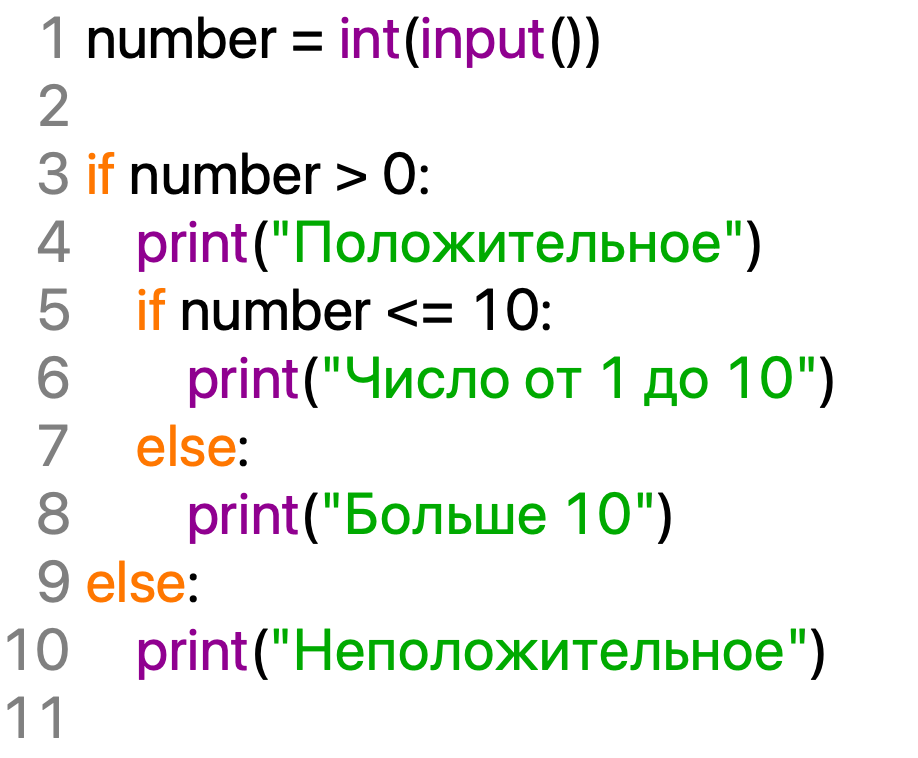 1 number = int(input())
2
3 if number > 0:
4     print("Положительное")
5     if number <= 10:
6         print("Число от 1 до 10")
7     else:
8         print("Больше 10")
9 else:
10     print("Неположительное")
11